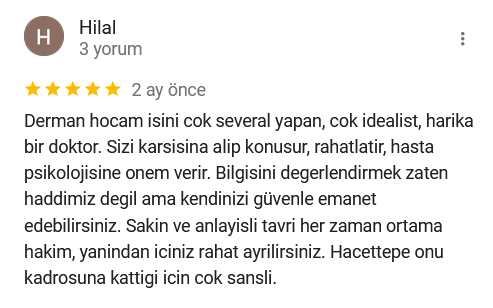 H
Hilal
3 yorum
2 ay önce
Derman hocam isini cok several yapan, cok idealist, harika
bir doktor. Sizi karsisina alip konusur, rahatlatir, hasta
psikolojisine onem verir. Bilgisini degerlendirmek zaten
haddimiz degil ama kendinizi güvenle emanet
edebilirsiniz. Sakin ve anlayisli tavri her zaman ortama
hakim, yanindan iciniz rahat ayrilirsiniz. Hacettepe onu
kadrosuna kattigi icin cok sansli.